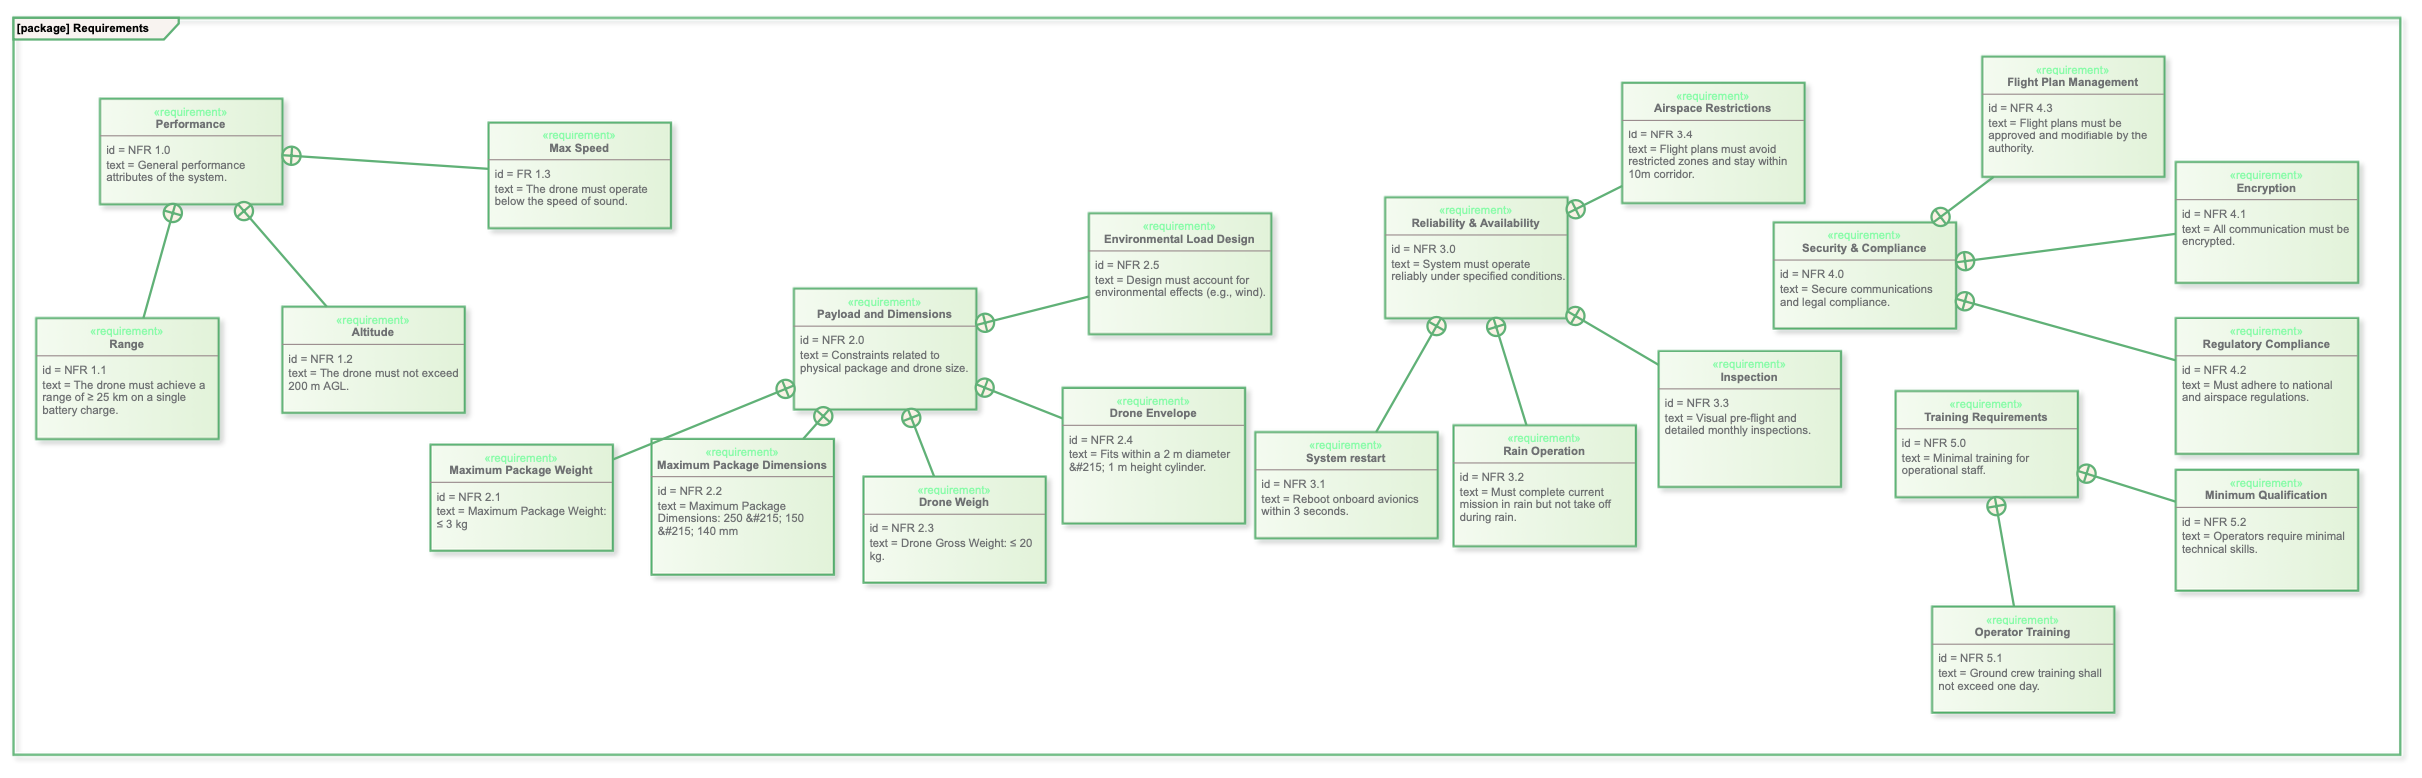 [package] Requirements
«requirement»
Performance
id = NFR 1.0
text = General performance
attributes of the system.
«requirement»
Max Speed
id = FR 1.3
text = The drone must operate
below the speed of sound.
«requirement»
Range
id = NFR 1.1
text = The drone must achieve a
range of ≥ 25 km on a single
battery charge.
«requirement»
Altitude
id = NFR 1.2
text = The drone must not exceed
200 m AGL.
«requirement»
Payload and Dimensions
id = NFR 2.0
text = Constraints related to
physical package and drone size.
«requirement»
Environmental Load Design
id = NFR 2.5
text = Design must account for
environmental effects (e.g., wind).
«requirement»
Maximum Package Weight
id = NFR 2.1
text = Maximum Package Weight:
≤ 3 kg
«requirement»
Maximum Package Dimensions
id = NFR 2.2
text = Maximum Package
Dimensions: 250 &#215; 150
&#215; 140 mm
«requirement»
Drone Weigh
id = NFR 2.3
text = Drone Gross Weight: ≤ 20
kg.
«requirement»
Drone Envelope
id = NFR 2.4
text = Fits within a 2 m diameter
&#215; 1 m height cylinder.
«requirement»
Reliability & Availability
id = NFR 3.0
text = System must operate
reliably under specified conditions.
«requirement»
Airspace Restrictions
Id = NFR 3.4
text = Flight plans must avoid
restricted zones and stay within
10m corridor.
«requirement»
System restart
id = NFR 3.1
text = Reboot onboard avionics
within 3 seconds.
«requirement»
Rain Operation
id = NFR 3.2
text = Must complete current
mission in rain but not take off
during rain.
«requirement»
Inspection
id = NFR 3.3
text = Visual pre-flight and
detailed monthly inspections.
«requirement»
Flight Plan Management
id = NFR 4.3
text = Flight plans must be
approved and modifiable by the
authority.
«requirement»
Security & Compliance
id = NFR 4.0
text = Secure communications
and legal compliance.
«requirement»
Encryption
id = NFR 4.1
text = All communication must be
encrypted.
«requirement»
Regulatory Compliance
id = NFR 4.2
text = Must adhere to national
and airspace regulations.
«requirement»
Training Requirements
id = NFR 5.0
text = Minimal training for
operational staff.
«requirement»
Minimum Qualification
id = NFR 5.2
text = Operators require minimal
technical skills.
«requirement»
Operator Training
id = NFR 5.1
text = Ground crew training shall
not exceed one day.